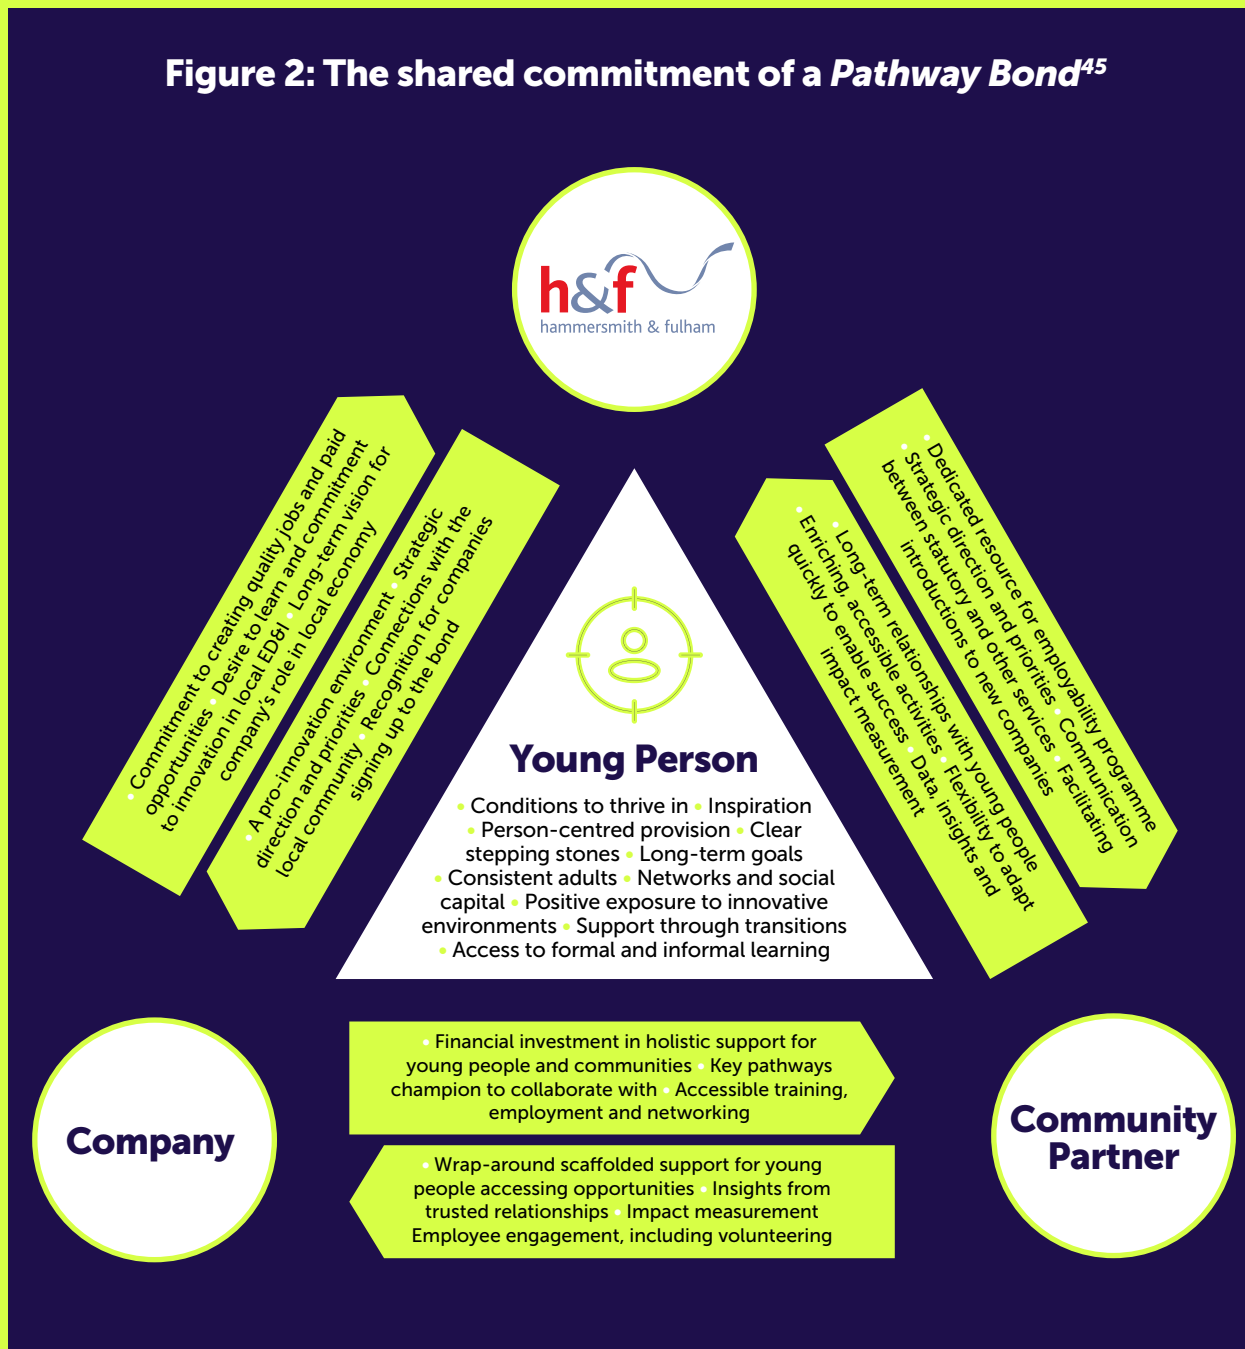 Figure 2: The shared commitment of a Pathway Bond45
h&f
hammersmith & fulham
• Commitment to creating quality jobs and paid
opportunities • Desire to learn and commitment
to innovation in local ED&I • Long-term vision for
company’s role in local economy
• A pro-innovation environment • Strategic
direction and priorities • Connections with the
local community • Recognition for companies
signing up to the bond
• Dedicated resource for employability programme
• Strategic direction and priorities • Communication
between statutory and other services • Facilitating
introductions to new companies
• Long-term relationships with young people
• Enriching, accessible activities • Flexibility to adapt
quickly to enable success • Data, insights and
impact measurement
Young Person
• Conditions to thrive in • Inspiration
• Person-centred provision • Clear
stepping stones • Long-term goals
• Consistent adults • Networks and social
capital • Positive exposure to innovative
environments • Support through transitions
• Access to formal and informal learning
Company
• Financial investment in holistic support for
young people and communities • Key pathways
champion to collaborate with • Accessible training,
employment and networking
• Wrap-around scaffolded support for young
people accessing opportunities • Insights from
trusted relationships • Impact measurement
Employee engagement, including volunteering
Community
Partner